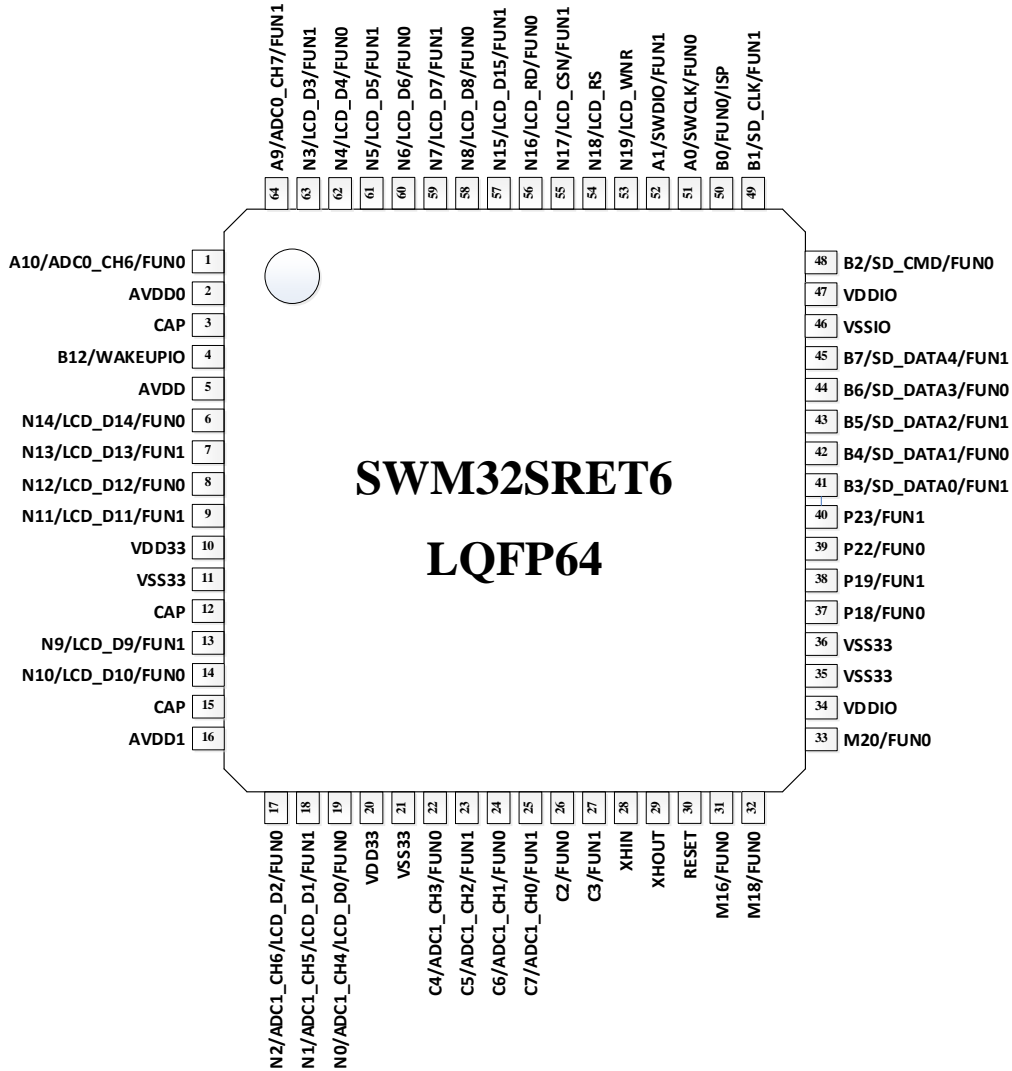 A9/ADC0_CH7/FUN1
N3/LCD_D3/FUN1
N4/LCD_D4/FUN0
N5/LCD_D5/FUN1
N6/LCD_D6/FUN0
N7/LCD_D7/FUN1
N8/LCD_D8/FUN0
N15/LCD_D15/FUN1
N16/LCD_RD/FUN0
N17/LCD_CSN/FUN1
N18/LCD_RS
N19/LCD_WNR
A1/SWDIO/FUN1
A0/SWCLK/FUN0
B0/FUN0/ISP
B1/SD_CLK/FUN1
64
63
62
61
60
59
58
57
56
55
54
53
52
51
50
49
A10/ADC0_CH6/FUN0 1
AVDD0 2
CAP 3
B12/WAKEUPIO 4
AVDD 5
N14/LCD_D14/FUN0 6
N13/LCD_D13/FUN1 7
N12/LCD_D12/FUN0 8
N11/LCD_D11/FUN1 9
VDD33 10
VSS33 11
CAP 12
N9/LCD_D9/FUN1 13
N10/LCD_D10/FUN0 14
CAP 15
AVDD1 16
SWM32SRET6
LQFP64
48 B2/SD_CMD/FUN0
47 VDDIO
46 VSSIO
45 B7/SD_DATA4/FUN1
44 B6/SD_DATA3/FUN0
43 B5/SD_DATA2/FUN1
42 B4/SD_DATA1/FUN0
41 B3/SD_DATA0/FUN1
40 P23/FUN1
39 P22/FUN0
38 P19/FUN1
37 P18/FUN0
36 VSS33
35 VSS33
34 VDDIO
33 M20/FUN0
17
18
19
20
21
22
23
24
25
26
27
28
29
30
31
32
N2/ADC1_CH6/LCD_D2/FUN0
N1/ADC1_CH5/LCD_D1/FUN1
N0/ADC1_CH4/LCD_D0/FUN0
VDD33
VSS33
C4/ADC1_CH3/FUN0
C5/ADC1_CH2/FUN1
C6/ADC1_CH1/FUN0
C7/ADC1_CH0/FUN1
C2/FUN0
C3/FUN1
XHIN
XHOUT
RESET
M16/FUN0
M18/FUN0